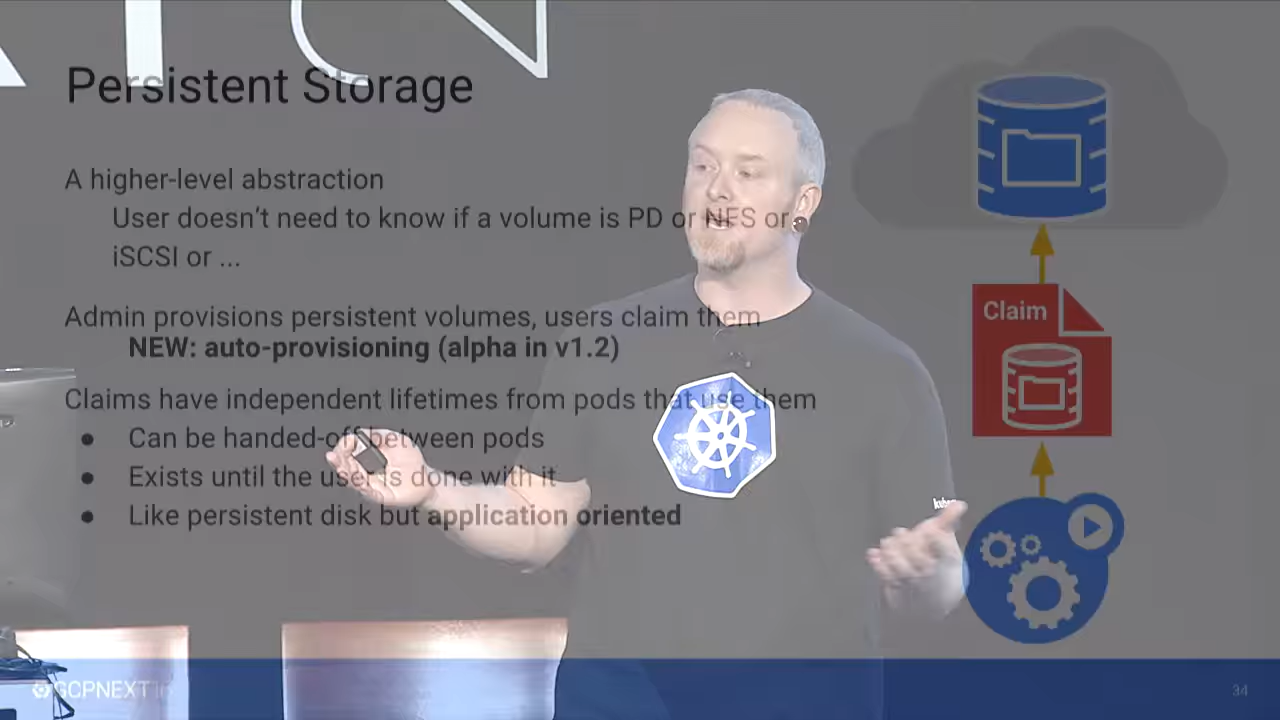 Persistent Storage
A higher-level abstraction
User doesn't need to know if a volume is PD or NFS or
iSCSI or ...
Admin provisions persistent volumes, users claim them
NEW: auto-provisioning (alpha in v1.2)
Claims have independent lifetimes from pods that use them
● Can be handed-off between pods
● Exists until the user is done with it
● Like persistent disk but application oriented
Claim
GCPNEXT16
34